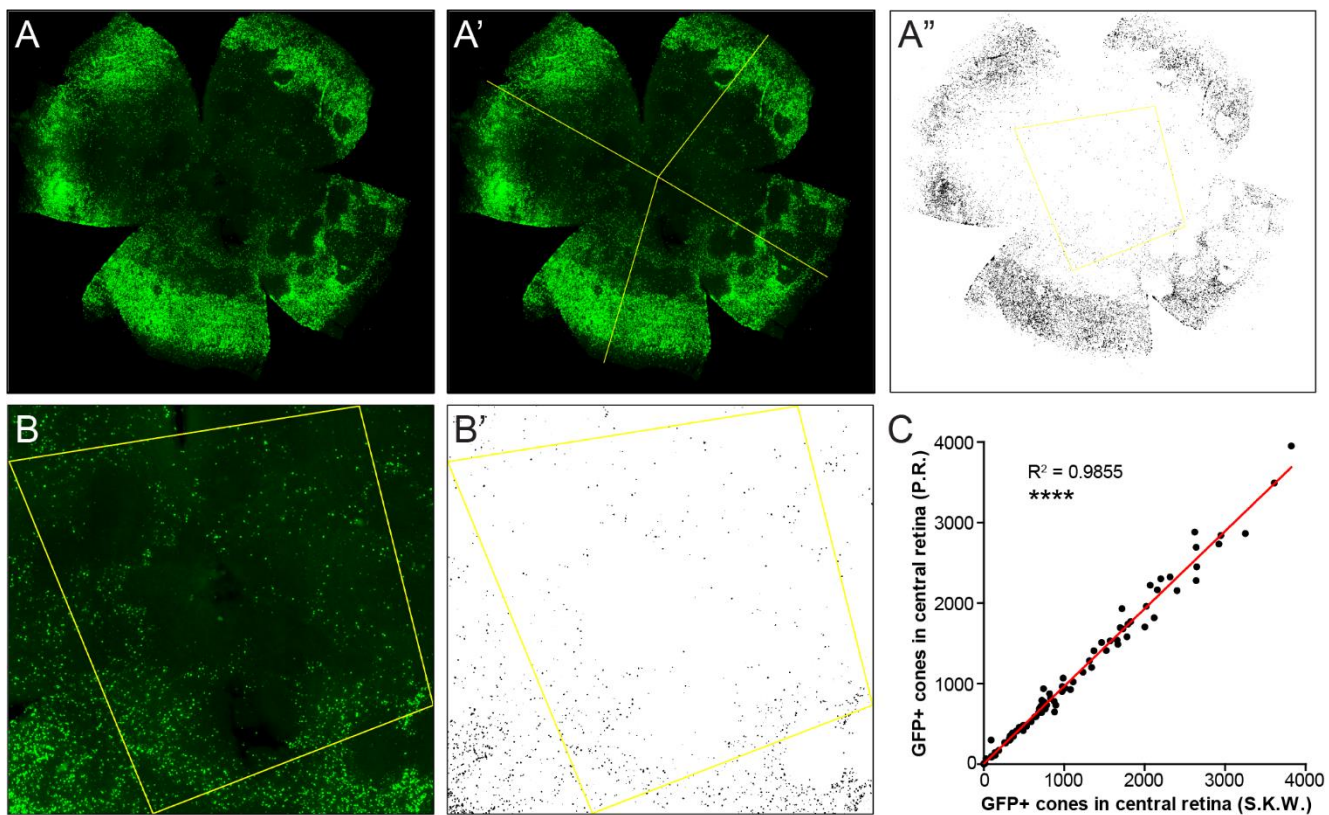 A
A'
A"
B
B'
C
R² = 0.9855
****
4000
3000
2000
1000
0
GFP+ cones in central retina (P.R.)
0
1000
2000
3000
4000
GFP+ cones in central retina (S.K.W.)